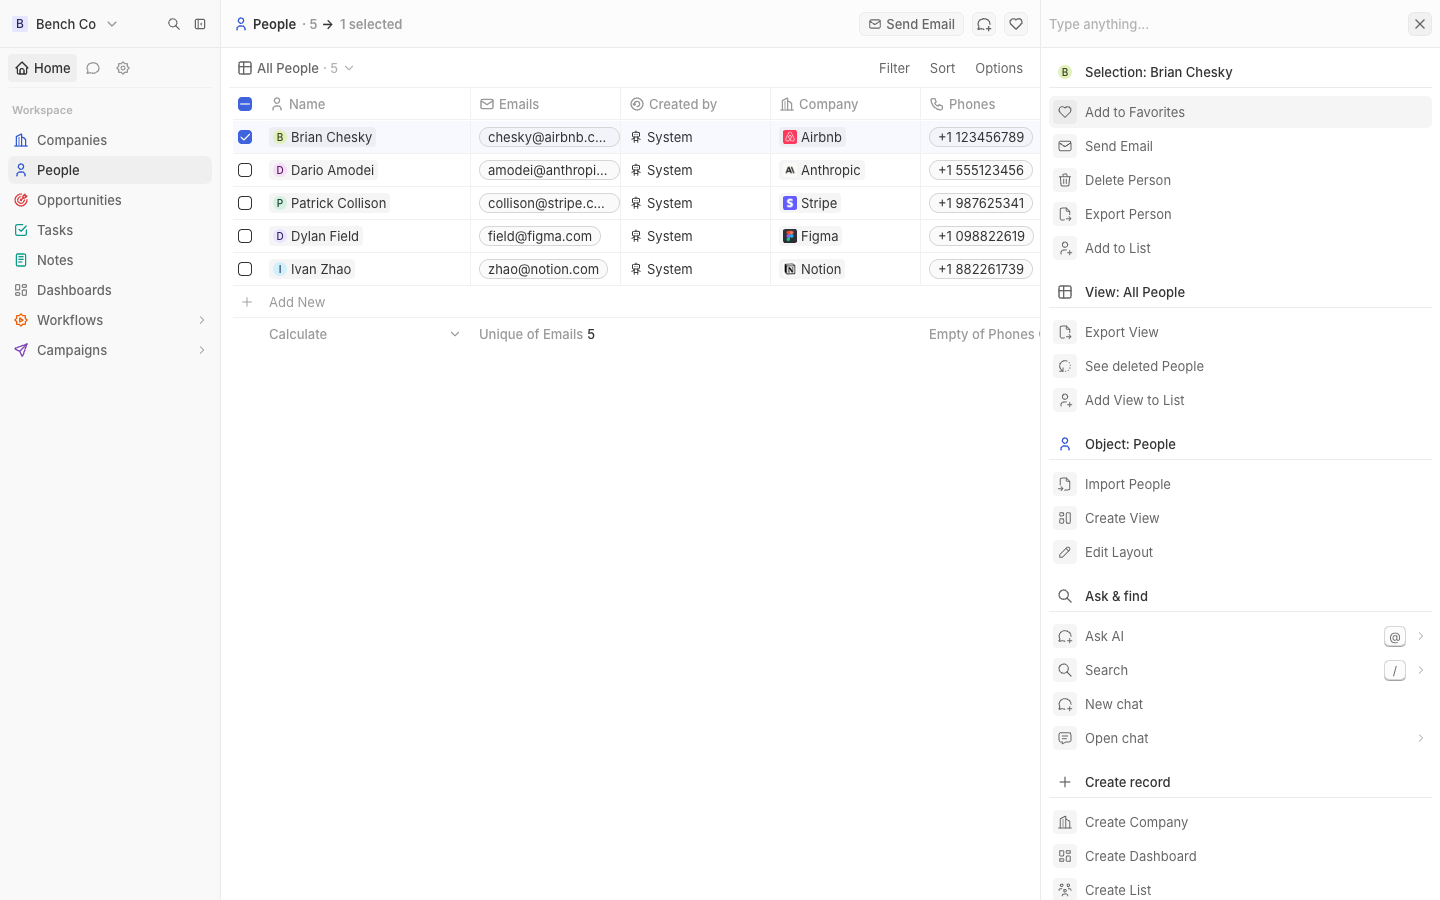 B Bench Co
Home
Workspace
Companies
People
Opportunities
Tasks
Notes
Dashboards
Workflows
Campaigns
People · 5 → 1 selected
Send Email
All People · 5
Filter Sort Options
Name Emails Created by Company Phones
B Brian Chesky chesky@airbnb.c... System Airbnb +1 123456789
D Dario Amodei amodei@anthropi... System Anthropic +1 555123456
P Patrick Collison collison@stripe.c... System Stripe +1 987625341
D Dylan Field field@figma.com System Figma +1 098822619
I Ivan Zhao zhao@notion.com System Notion +1 882261739
Add New
Calculate Unique of Emails 5 Empty of Phones
Type anything...
B Selection: Brian Chesky
Add to Favorites
Send Email
Delete Person
Export Person
Add to List
View: All People
Export View
See deleted People
Add View to List
Object: People
Import People
Create View
Edit Layout
Ask & find
Ask AI @
Search /
New chat
Open chat
Create record
Create Company
Create Dashboard
Create List